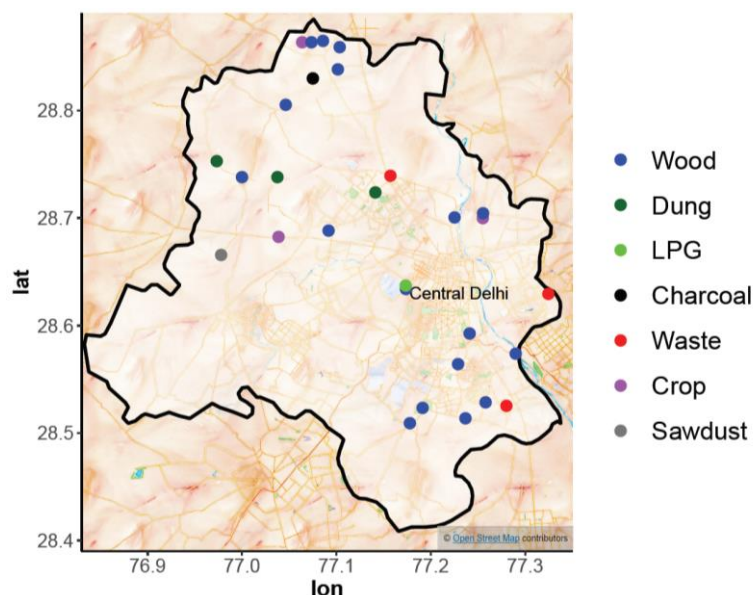 28.8
28.7
28.6
28.5
28.4
lat
76.9
77.0
77.1
77.2
77.3
lon
Central Delhi
© Open Street Map contributors
Wood
Dung
LPG
Charcoal
Waste
Crop
Sawdust